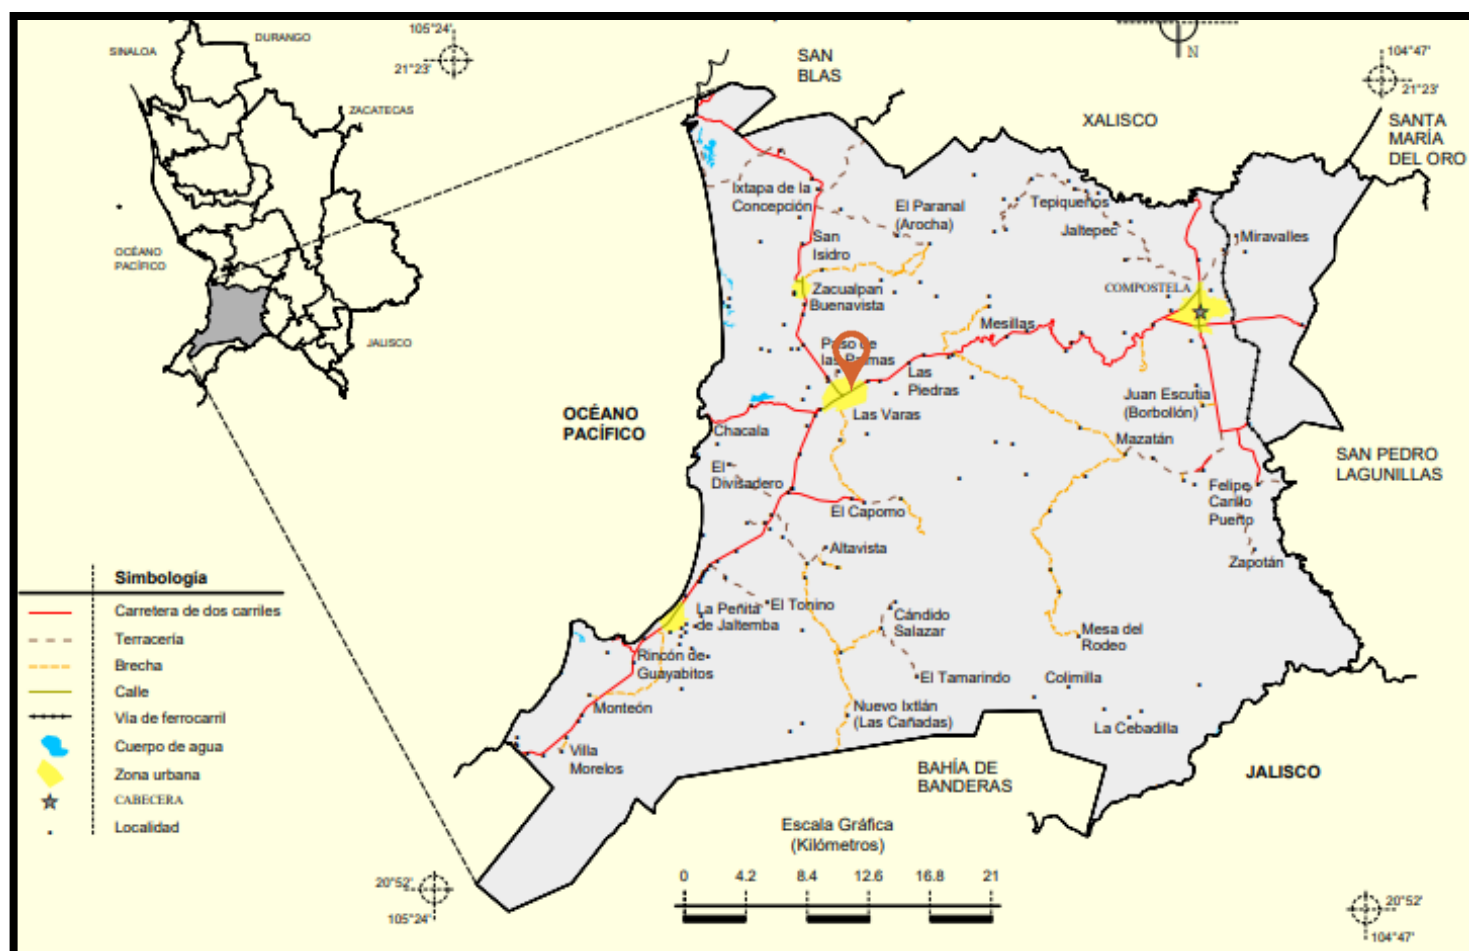 DURANGO
SINALOA
ZACATECAS
OCÉANO
PACÍFICO
JALISCO
105°24'
21°23'
N
104°47'
21°23'
SAN
BLAS
XALISCO
SANTA
MARÍA
DEL ORO
Ixtapa de la
Concepción
El Paranal
(Arocha)
Tepiqueños
Jaltepec
Miravalles
San
Isidro
Zacualpan
Buenavista
COMPOSTELA
Mesillas
Paso de
las Palmas
Las
Piedras
Las Varas
Juan Escutia
(Borbollón)
OCÉANO
PACÍFICO
Chacala
Mazatán
El
Divisadero
SAN PEDRO
LAGUNILLAS
Felipe
Carillo
Puerto
El Capomo
Altavista
Zapotán
La Peñita
de Jaltemba
El Tonino
Cándido
Salazar
Mesa del
Rodeo
Rincón de
Guayabitos
El Tamarindo
Colimilla
Monteón
Nuevo Ixtlán
(Las Cañadas)
La Cebadilla
Villa
Morelos
BAHÍA DE
BANDERAS
JALISCO
Simbología
Carretera de dos carriles
Terracería
Brecha
Calle
Vía de ferrocarril
Cuerpo de agua
Zona urbana
CABECERA
Localidad
Escala Gráfica
(Kilómetros)
0 4.2 8.4 12.6 16.8 21
20°52'
105°24'
20°52'
104°47'